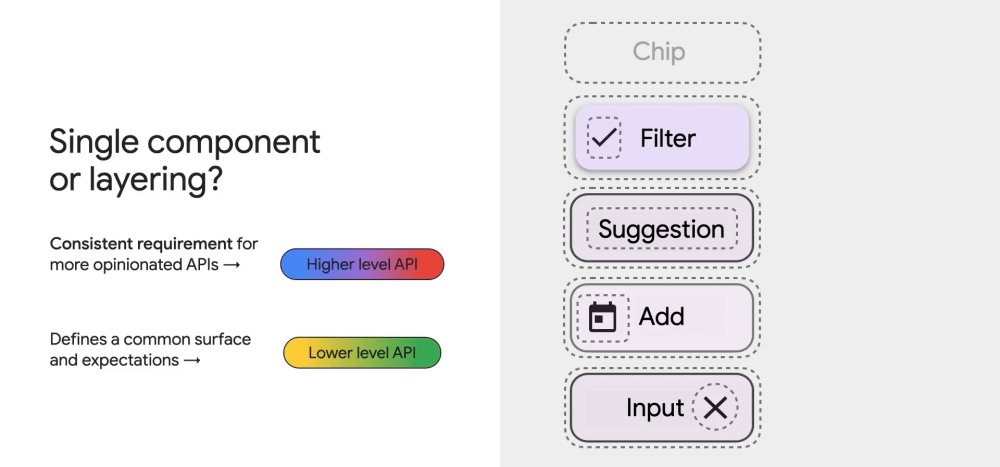 Single component
or layering?
Consistent requirement for
more opinionated APIs →
Higher level API
Defines a common surface
and expectations →
Lower level API
Chip
Filter
Suggestion
Add
Input